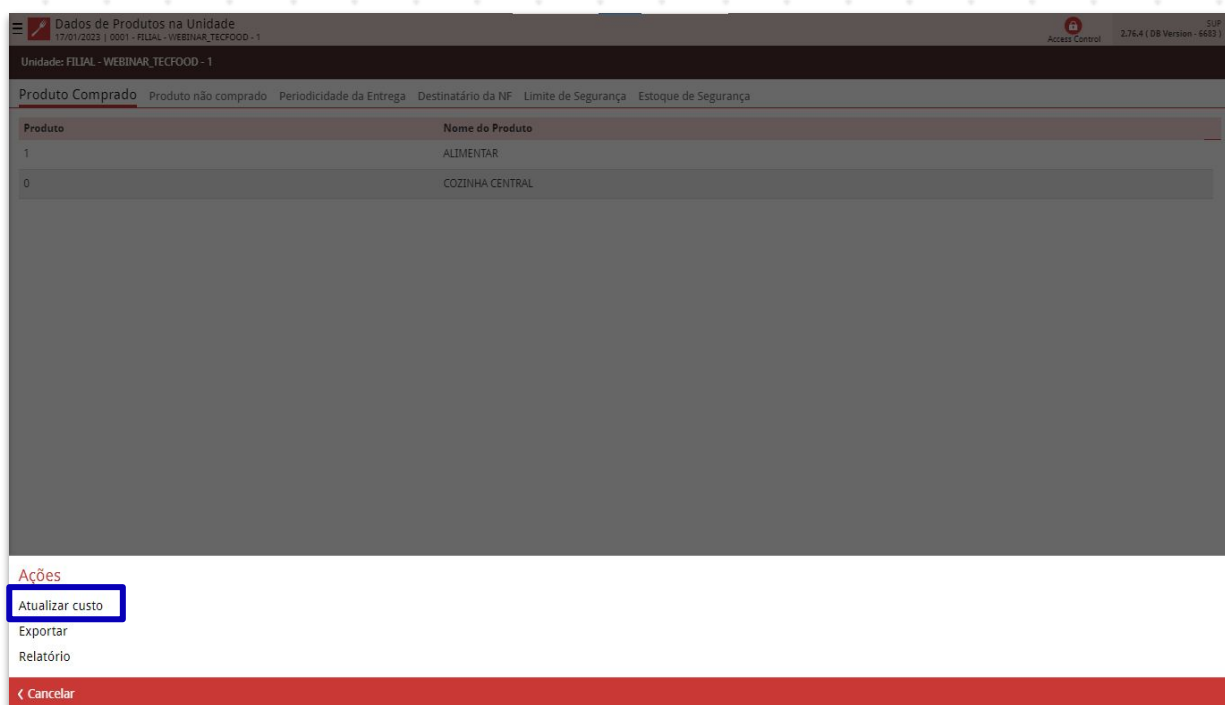 Dados de Produtos na Unidade
17/01/2023 | 0001 - FILIAL - WEBINAR_TECFOOD - 1
Access Control
SUP
2.76.4 ( DB Version - 6683 )
Unidade: FILIAL - WEBINAR_TECFOOD - 1
Produto Comprado Produto não comprado Periodicidade da Entrega Destinatário da NF Limite de Segurança Estoque de Segurança
Produto Nome do Produto
1 ALIMENTAR
0 COZINHA CENTRAL
Ações
Atualizar custo
Exportar
Relatório
Cancelar